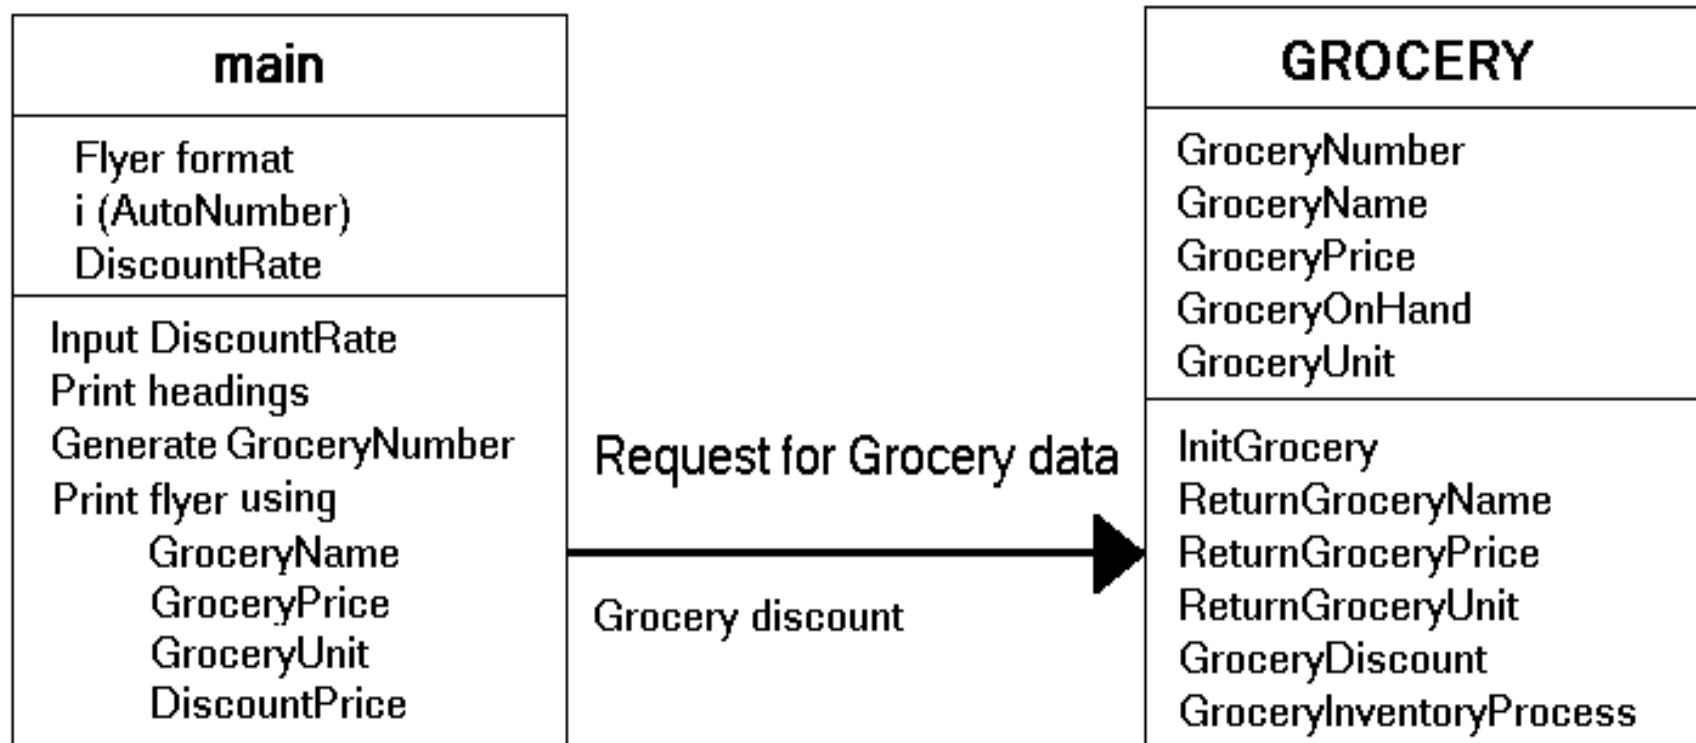 main
Flyer format
i (AutoNumber)
DiscountRate
Input DiscountRate
Print headings
Generate GroceryNumber
Print flyer using
GroceryName
GroceryPrice
GroceryUnit
DiscountPrice
Request for Grocery data
Grocery discount
GROCERY
GroceryNumber
GroceryName
GroceryPrice
GroceryOnHand
GroceryUnit
InitGrocery
ReturnGroceryName
ReturnGroceryPrice
ReturnGroceryUnit
GroceryDiscount
GroceryInventoryProcess